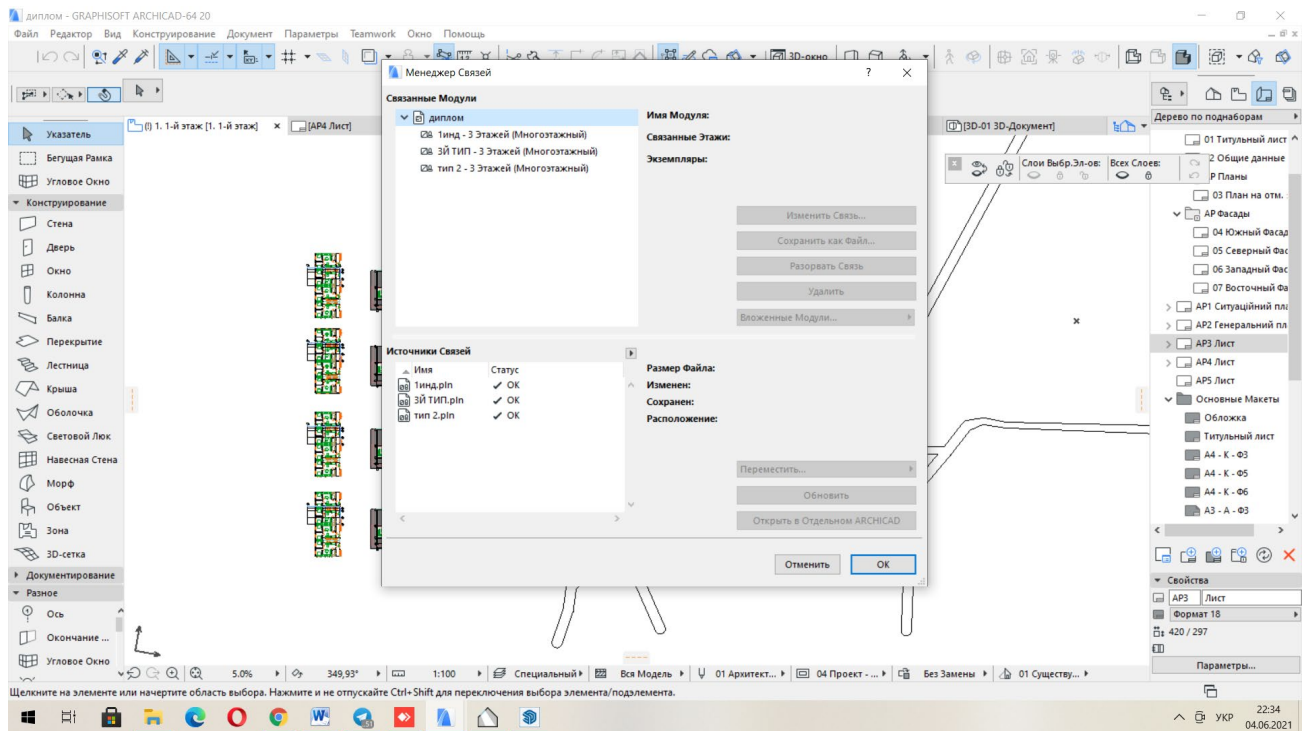 диплом - GRAPHISOFT ARCHICAD-64 20
Файл Редактор Вид Конструирование Документ Параметры Teamwork Окно Помощь
3D-окно
Менеджер Связей
? ×
Связанные Модули
диплом
1инд - 3 Этажей (Многоэтажный)
3Й ТИП - 3 Этажей (Многоэтажный)
тип 2 - 3 Этажей (Многоэтажный)
Имя Модуля:
Связанные Этажи:
Экземпляры:
Изменить Связь...
Сохранить как Файл...
Разорвать Связь
Удалить
Вложенные Модули...
Источники Связей
Имя Статус
1инд.pln OK
3Й ТИП.pln OK
тип 2.pln OK
Размер Файла:
Изменен:
Сохранен:
Расположение:
Переместить...
Обновить
Открыть в Отдельном ARCHICAD
Отменить
OK
(!) 1. 1-й этаж [1. 1-й этаж]
[АР4 Лист]
[3D-01 3D-Документ]
Слои Выбр.Эл-ов: Всех Слоев:
Указатель
Бегущая Рамка
Угловое Окно
Конструирование
Стена
Дверь
Окно
Колонна
Балка
Перекрытие
Лестница
Крыша
Оболочка
Световой Люк
Навесная Стена
Морф
Объект
Зона
3D-сетка
Документирование
Разное
Ось
Окончание ...
Угловое Окно
Дерево по поднаборам
01 Титульный лист
2 Общие данные
Р Планы
03 План на отм.
АР Фасады
04 Южный Фасад
05 Северный Фас
06 Западный Фас
07 Восточный Фа
АР1 Ситуаційний пла
АР2 Генеральний пл
АР3 Лист
АР4 Лист
АР5 Лист
Основные Макеты
Обложка
Титульный лист
А4 - К - Ф3
А4 - К - Ф5
А4 - К - Ф6
А3 - А - Ф3
Свойства
АР3 Лист
Формат 18
420 / 297
Параметры...
5.0% 349,93° 1:100 Специальный Вся Модель 01 Архитект... 04 Проект - ... Без Замены 01 Существу...
Щелкните на элементе или начертите область выбора. Нажмите и не отпускайте Ctrl+Shift для переключения выбора элемента/подэлемента.
51
УКР
22:34
04.06.2021